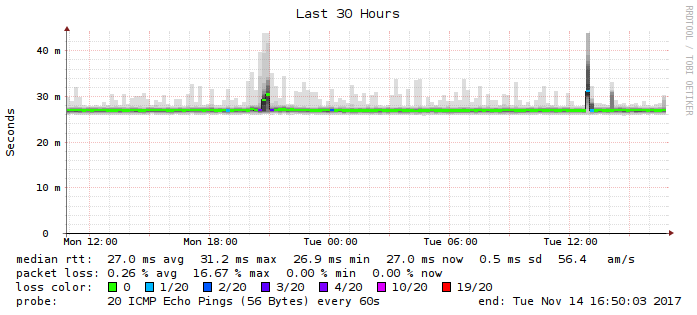 Last 30 Hours
RRDTOOL / TOBI OETIKER
Seconds
40 m
30 m
20 m
10 m
0
Mon 12:00 Mon 18:00 Tue 00:00 Tue 06:00 Tue 12:00
median rtt: 27.0 ms avg 31.2 ms max 26.9 ms min 27.0 ms now 0.5 ms sd 56.4 am/s
packet loss: 0.26 % avg 16.67 % max 0.00 % min 0.00 % now
loss color: 0 1/20 2/20 3/20 4/20 10/20 19/20
probe: 20 ICMP Echo Pings (56 Bytes) every 60s end: Tue Nov 14 16:50:03 2017